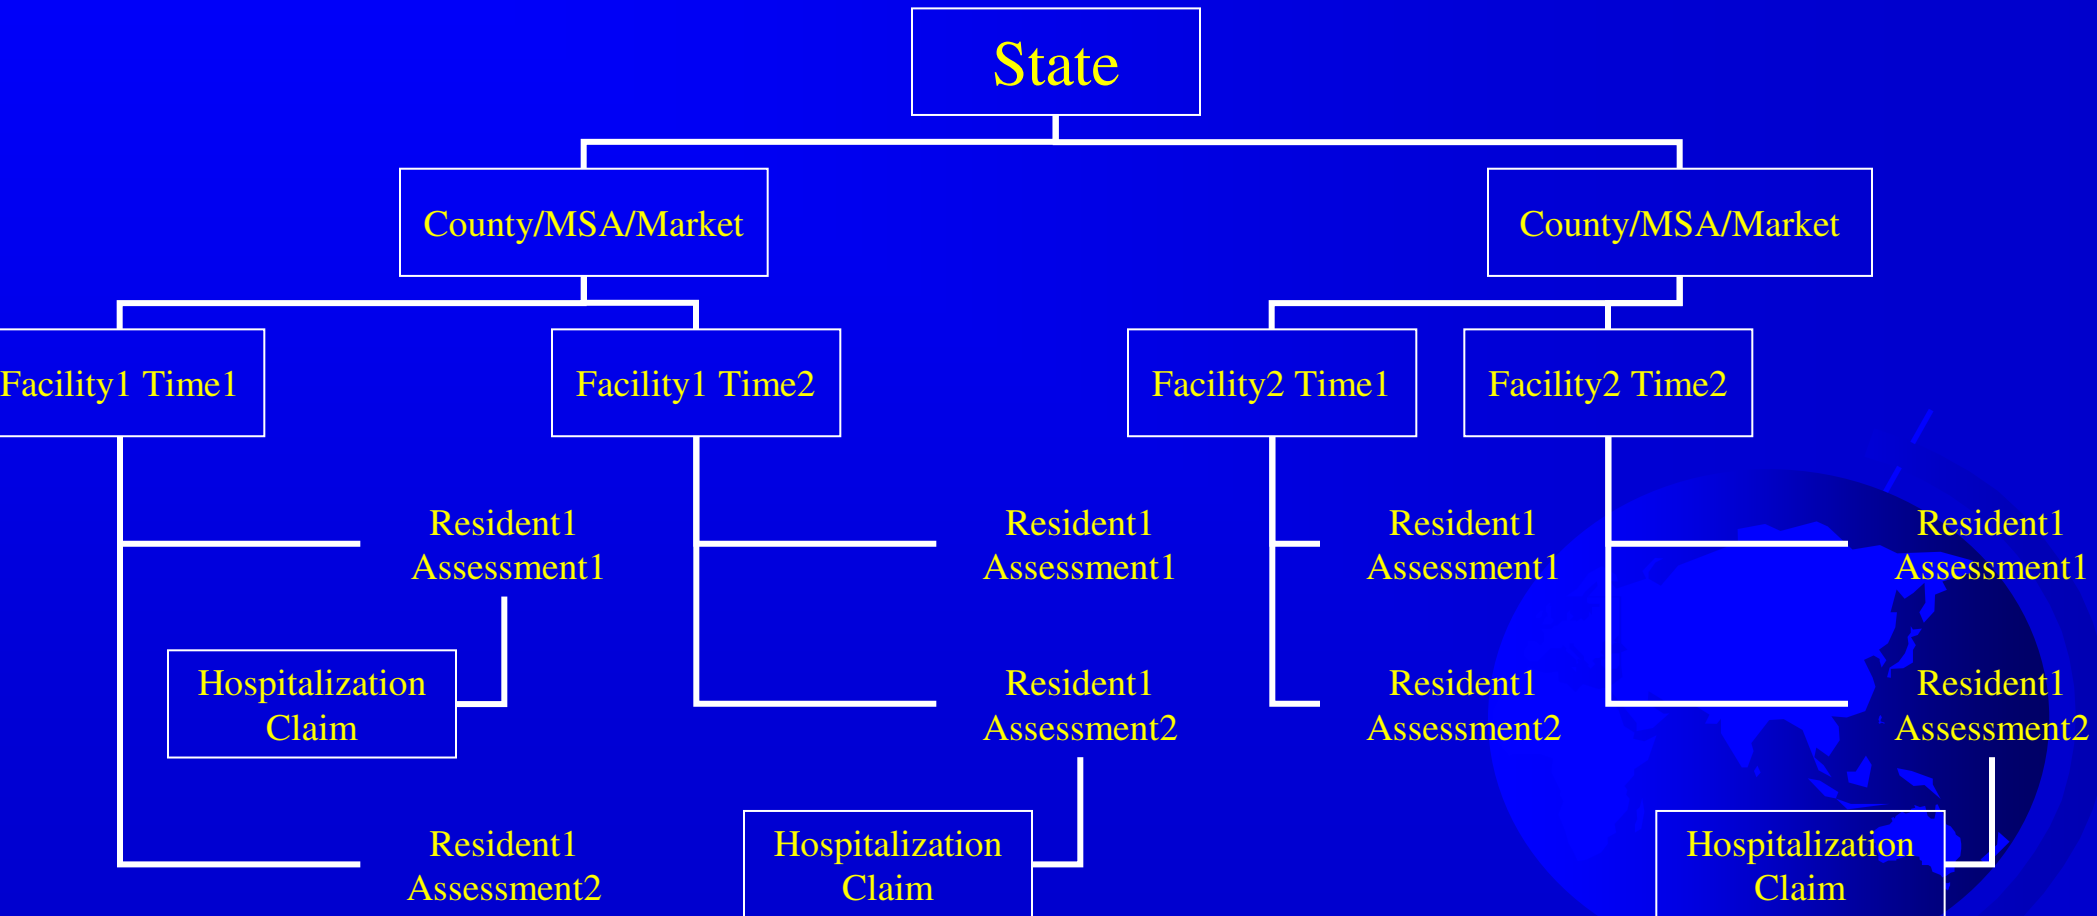 State
County/MSA/Market
County/MSA/Market
Facility1 Time1
Facility1 Time2
Facility2 Time1
Facility2 Time2
Resident1
Assessment1
Resident1
Assessment1
Resident1
Assessment1
Resident1
Assessment1
Hospitalization
Claim
Resident1
Assessment2
Resident1
Assessment2
Resident1
Assessment2
Resident1
Assessment2
Hospitalization
Claim
Hospitalization
Claim